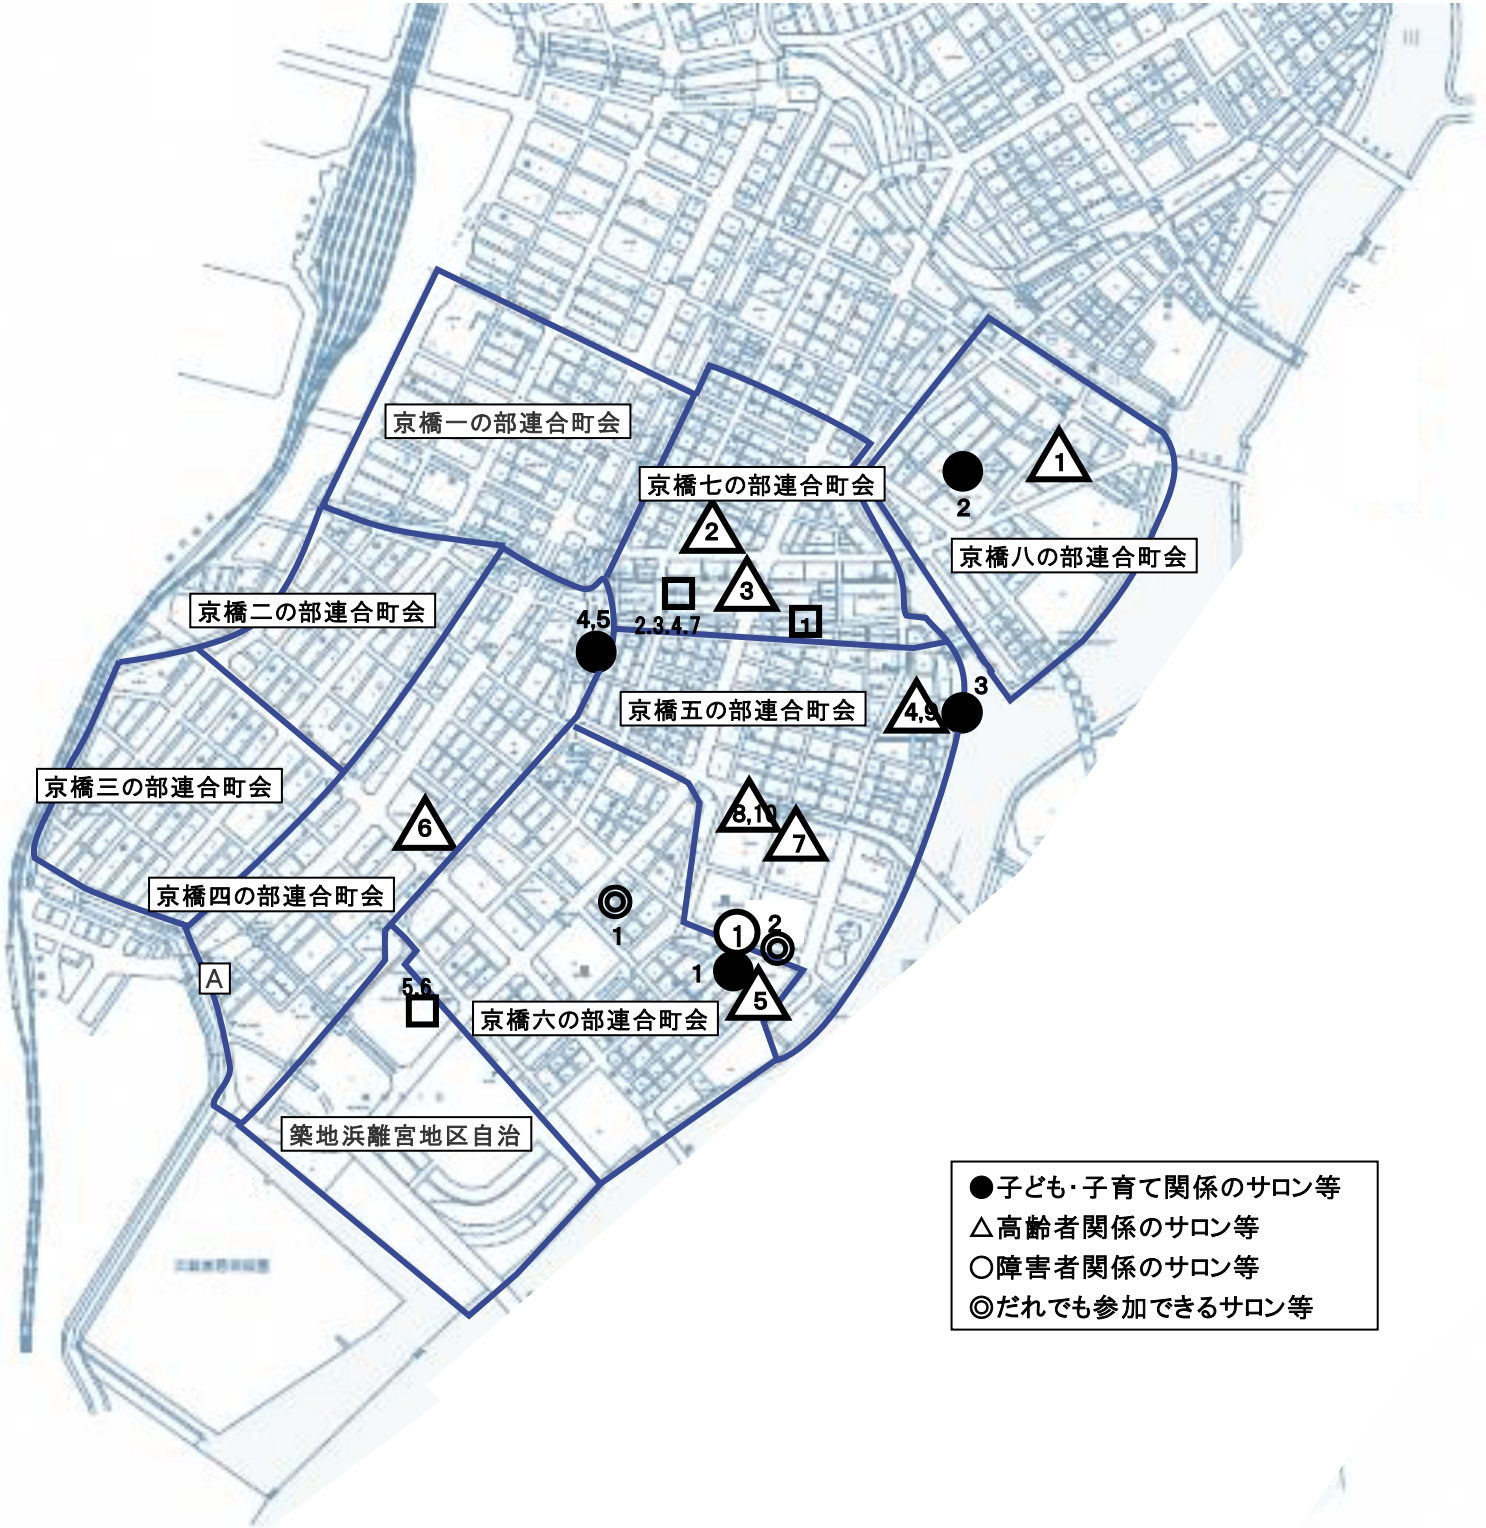 京橋一の部連合町会
京橋七の部連合町会
1
2
2
京橋八の部連合町会
3
京橋二の部連合町会
4,5
2.3.4.7
1
3
京橋五の部連合町会
4,9
京橋三の部連合町会
6
8,10
7
京橋四の部連合町会
1
1
2
A
1
5,6
5
京橋六の部連合町会
築地浜離宮地区自治
●子ども・子育て関係のサロン等
△高齢者関係のサロン等
○障害者関係のサロン等
◎だれでも参加できるサロン等